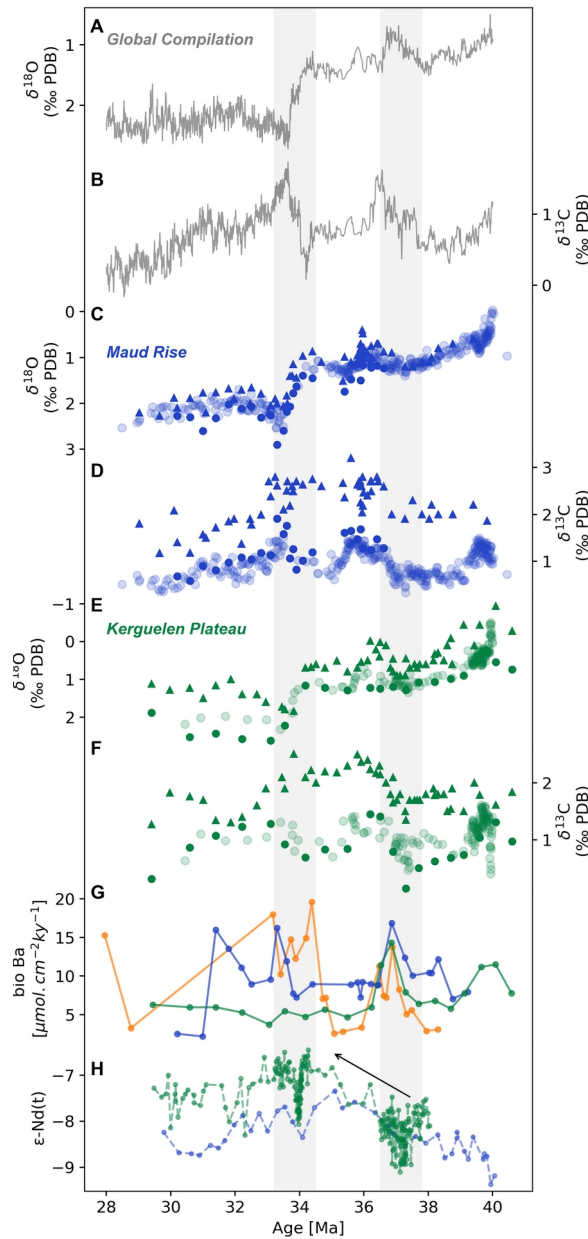 A
Global Compilation
δ18O
(‰ PDB)
1
2
B
δ13C
(‰ PDB)
1
0
C
Maud Rise
δ18O
(‰ PDB)
0
1
2
3
D
δ13C
(‰ PDB)
3
2
1
E
Kerguelen Plateau
δ18O
(‰ PDB)
−1
0
1
2
F
δ13C
(‰ PDB)
2
1
G
bio Ba
[μmol.cm−2ky−1]
20
15
10
5
H
ε-Nd(t)
−7
−8
−9
28 30 32 34 36 38 40
Age [Ma]